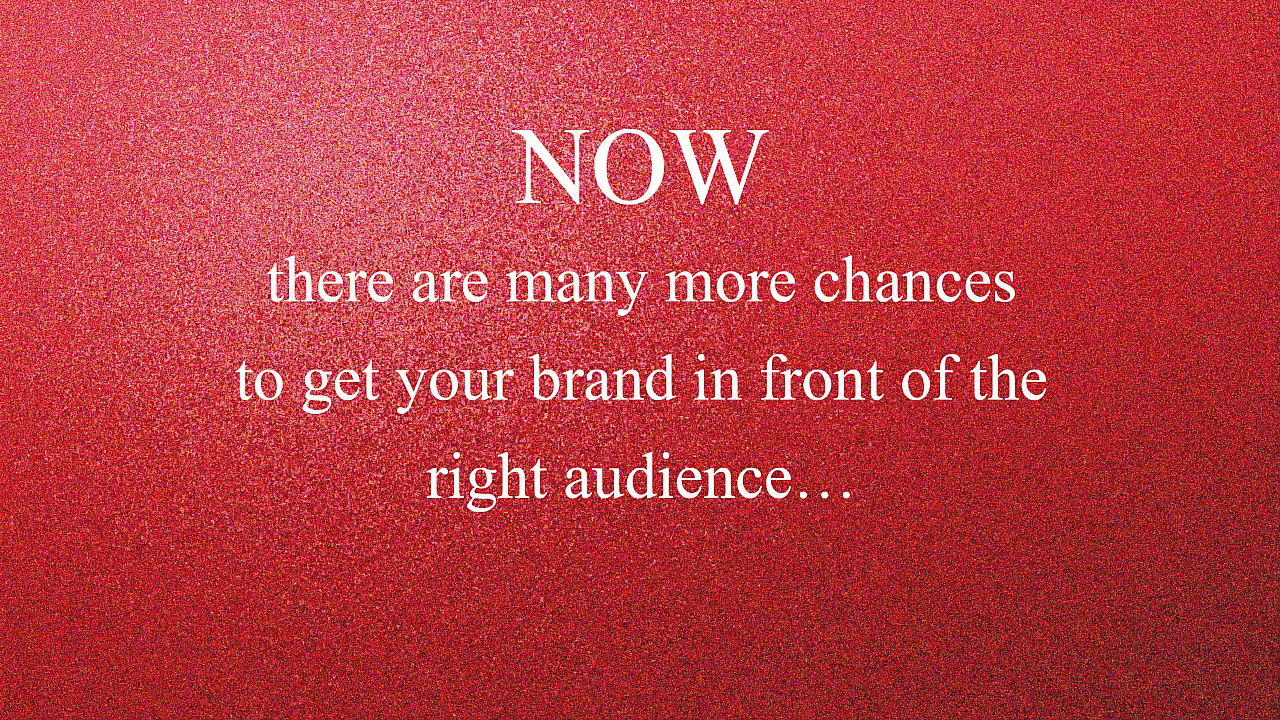 NOW
there are many more chances
to get your brand in front of the
right audience…